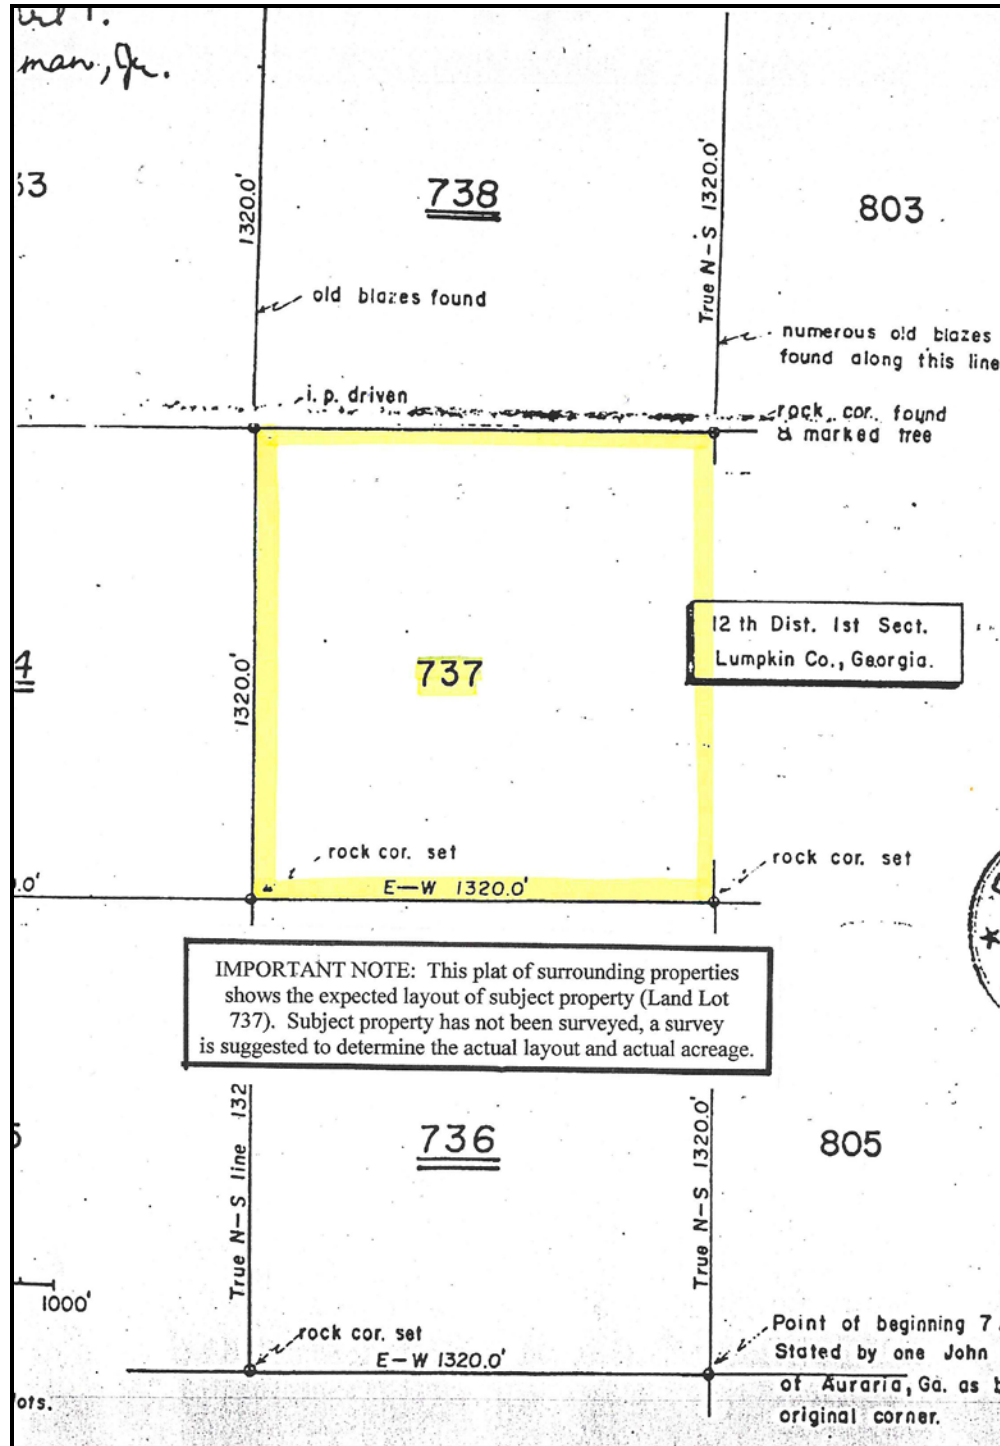 man, Jr.
33
1320.0'
738
True N-S 1320.0'
803
old blazes found
numerous old blazes
found along this line
i.p. driven
rock cor. found
& marked tree
12 th Dist. 1st Sect.
Lumpkin Co., Georgia.
4
1320.0'
737
rock cor. set
rock cor. set
E-W 1320.0'
0.0'
IMPORTANT NOTE: This plat of surrounding properties
shows the expected layout of subject property (Land Lot
737). Subject property has not been surveyed, a survey
is suggested to determine the actual layout and actual acreage.
True N-S line 132
736
True N-S 1320.0'
805
5
1000'
rock cor. set
E-W 1320.0'
Point of beginning 7
Stated by one John
of Auraria, Ga. as b
original corner.
ots.